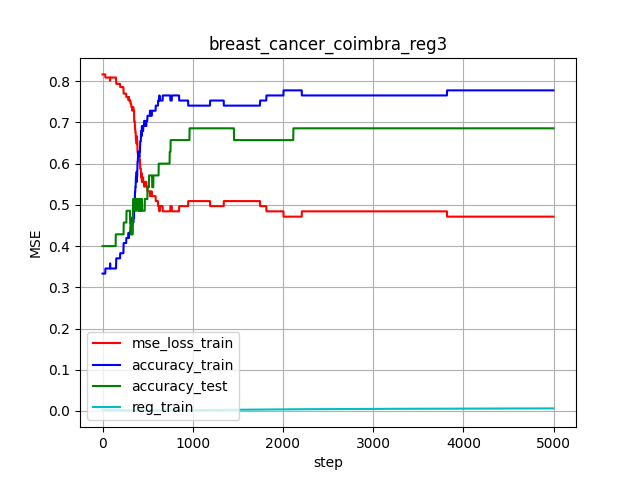 breast_cancer_coimbra_reg3
MSE
0.8
0.7
0.6
0.5
0.4
0.3
0.2
0.1
0.0
mse_loss_train
accuracy_train
accuracy_test
reg_train
0 1000 2000 3000 4000 5000
step